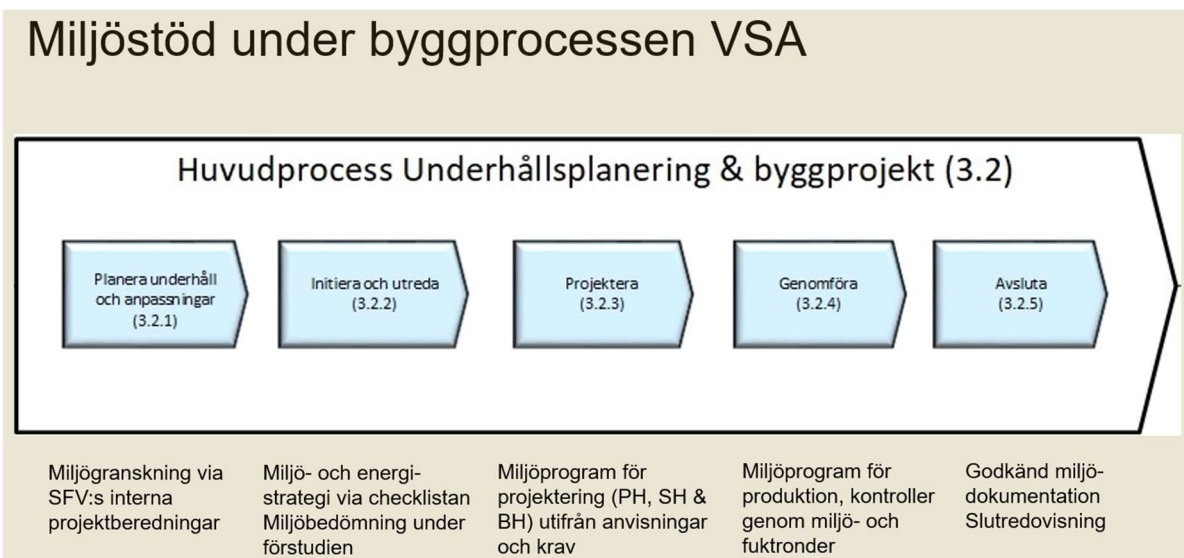 Miljöstöd under byggprocessen VSA
Huvudprocess Underhållsplanering & byggprojekt (3.2)
Planera underhåll
och anpassningar
(3.2.1)
Initiera och utreda
(3.2.2)
Projektera
(3.2.3)
Genomföra
(3.2.4)
Avsluta
(3.2.5)
Miljögranskning via
SFV:s interna
projektberedningar
Miljö- och energi-
strategi via checklistan
Miljöbedömning under
förstudien
Miljöprogram för
projektering (PH, SH &
BH) utifrån anvisningar
och krav
Miljöprogram för
produktion, kontroller
genom miljö- och
fuktronder
Godkänd miljö-
dokumentation
Slutredovisning